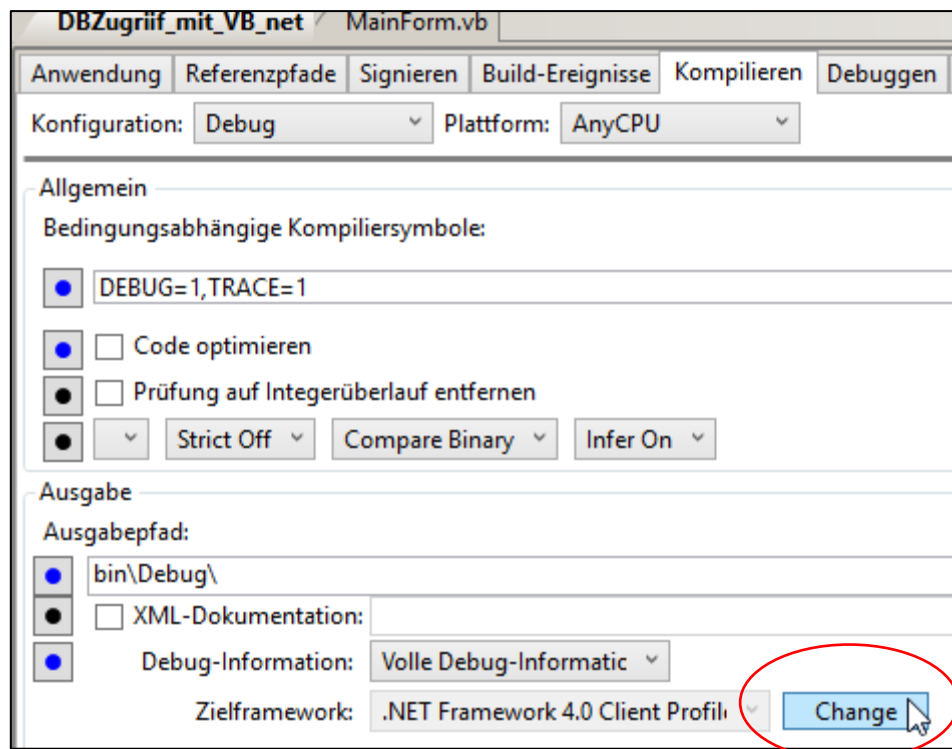 DBZugriif_mit_VB_net MainForm.vb
Anwendung Referenzpfade Signieren Build-Ereignisse Kompilieren Debuggen
Konfiguration: Debug Plattform: AnyCPU
Allgemein
Bedingungsabhängige Kompiliersymbole:
DEBUG=1,TRACE=1
Code optimieren
Prüfung auf Integerüberlauf entfernen
Strict Off Compare Binary Infer On
Ausgabe
Ausgabepfad:
bin\Debug\
XML-Dokumentation:
Debug-Information: Volle Debug-Informatic
Zielframework: .NET Framework 4.0 Client Profile Change